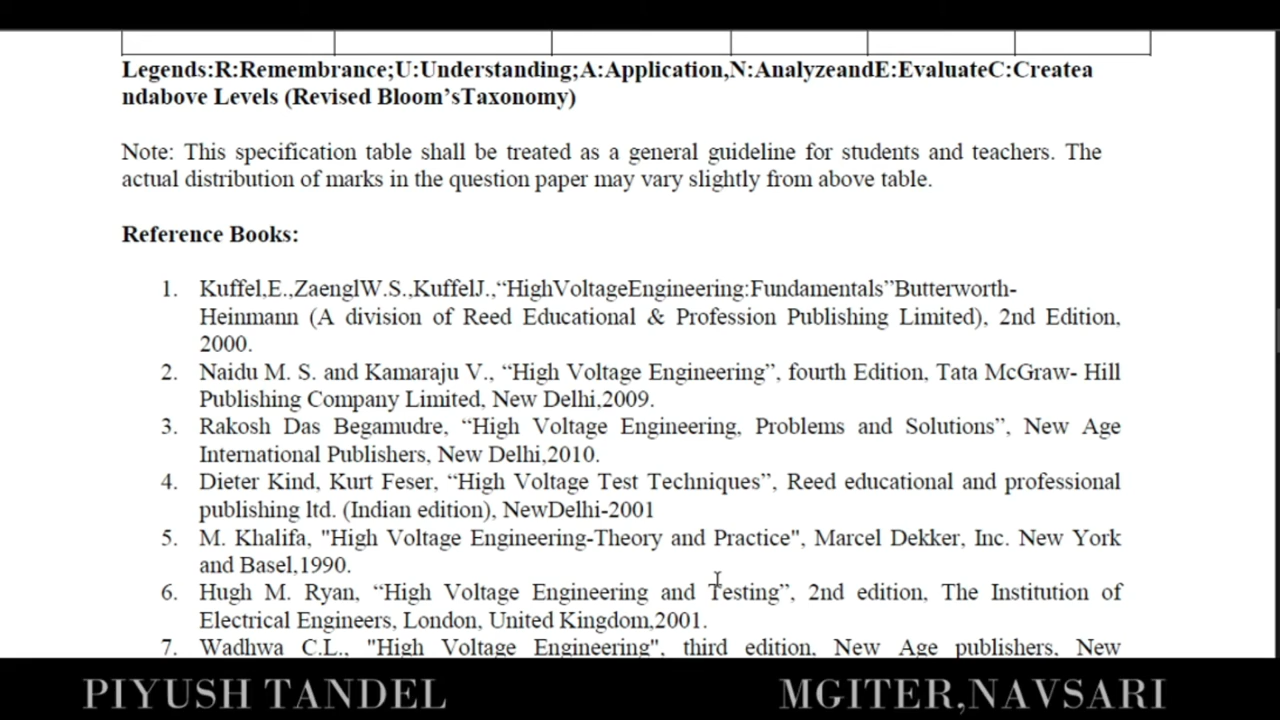 Legends:R:Remembrance;U:Understanding;A:Application,N:AnalyzeandE:EvaluateC:Createa
ndabove Levels (Revised Bloom’sTaxonomy)
Note: This specification table shall be treated as a general guideline for students and teachers. The
actual distribution of marks in the question paper may vary slightly from above table.
Reference Books:
1. Kuffel,E.,ZaenglW.S.,KuffelJ.,“HighVoltageEngineering:Fundamentals”Butterworth-
Heinmann (A division of Reed Educational & Profession Publishing Limited), 2nd Edition,
2000.
2. Naidu M. S. and Kamaraju V., “High Voltage Engineering”, fourth Edition, Tata McGraw- Hill
Publishing Company Limited, New Delhi,2009.
3. Rakosh Das Begamudre, “High Voltage Engineering, Problems and Solutions”, New Age
International Publishers, New Delhi,2010.
4. Dieter Kind, Kurt Feser, “High Voltage Test Techniques”, Reed educational and professional
publishing ltd. (Indian edition), NewDelhi-2001
5. M. Khalifa, "High Voltage Engineering-Theory and Practice", Marcel Dekker, Inc. New York
and Basel,1990.
6. Hugh M. Ryan, “High Voltage Engineering and Testing”, 2nd edition, The Institution of
Electrical Engineers, London, United Kingdom,2001.
7. Wadhwa C.L., "High Voltage Engineering", third edition, New Age publishers, New
PIYUSH TANDEL
MGITER,NAVSARI